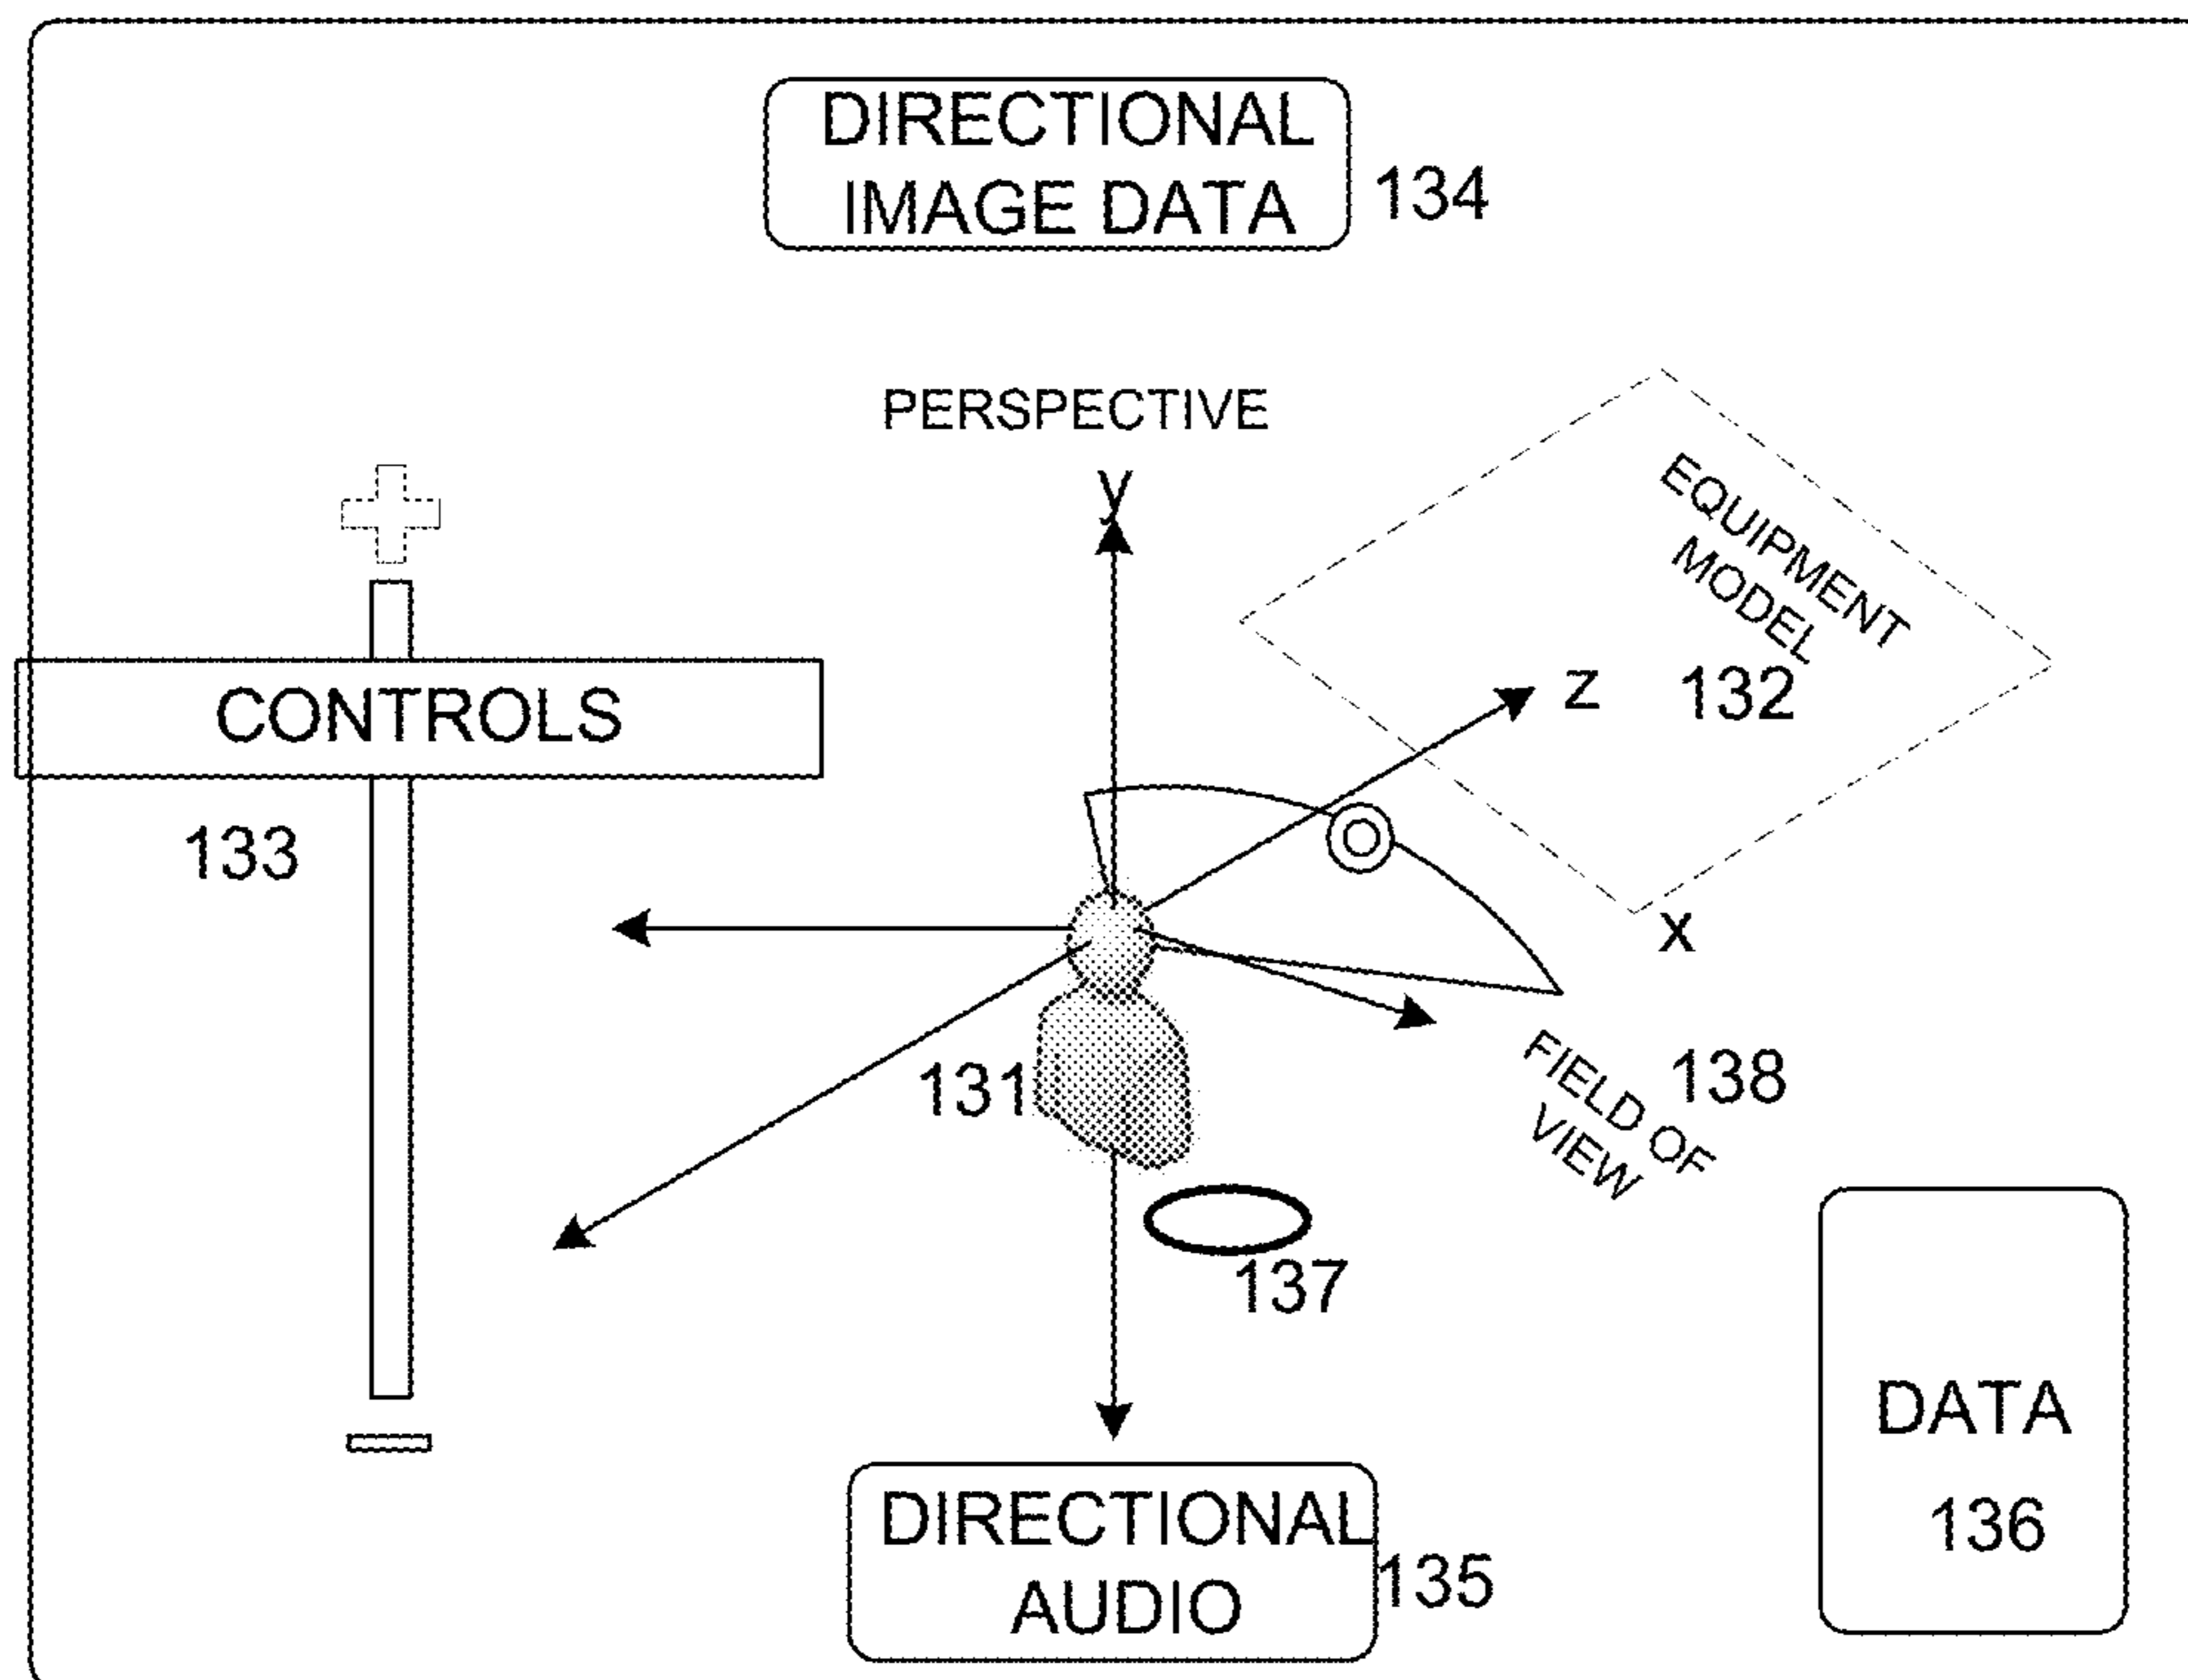 DIRECTIONAL
IMAGE DATA
134
PERSPECTIVE
y
EQUIPMENT
MODEL
132
z
CONTROLS
133
x
131
138
FIELD OF
VIEW
137
DATA
136
DIRECTIONAL
AUDIO
135